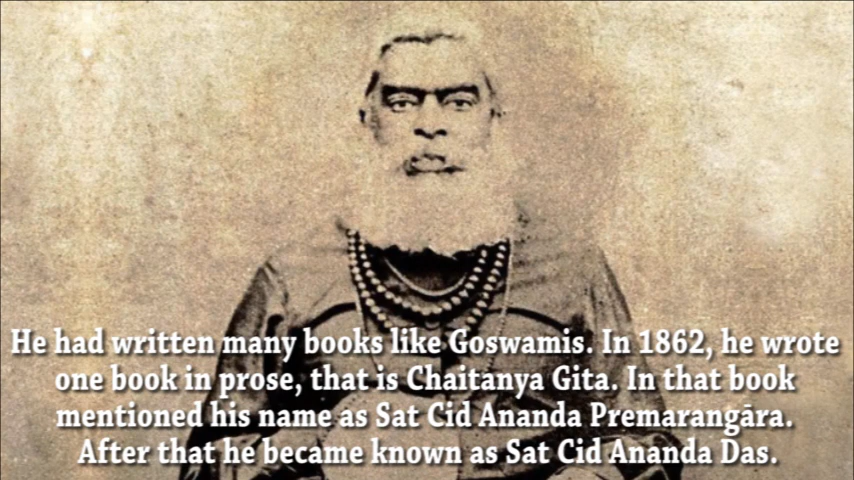 He had written many books like Goswamis. In 1862, he wrote
one book in prose, that is Chaitanya Gita. In that book
mentioned his name as Sat Cid Ananda Premarangāra.
After that he became known as Sat Cid Ananda Das.